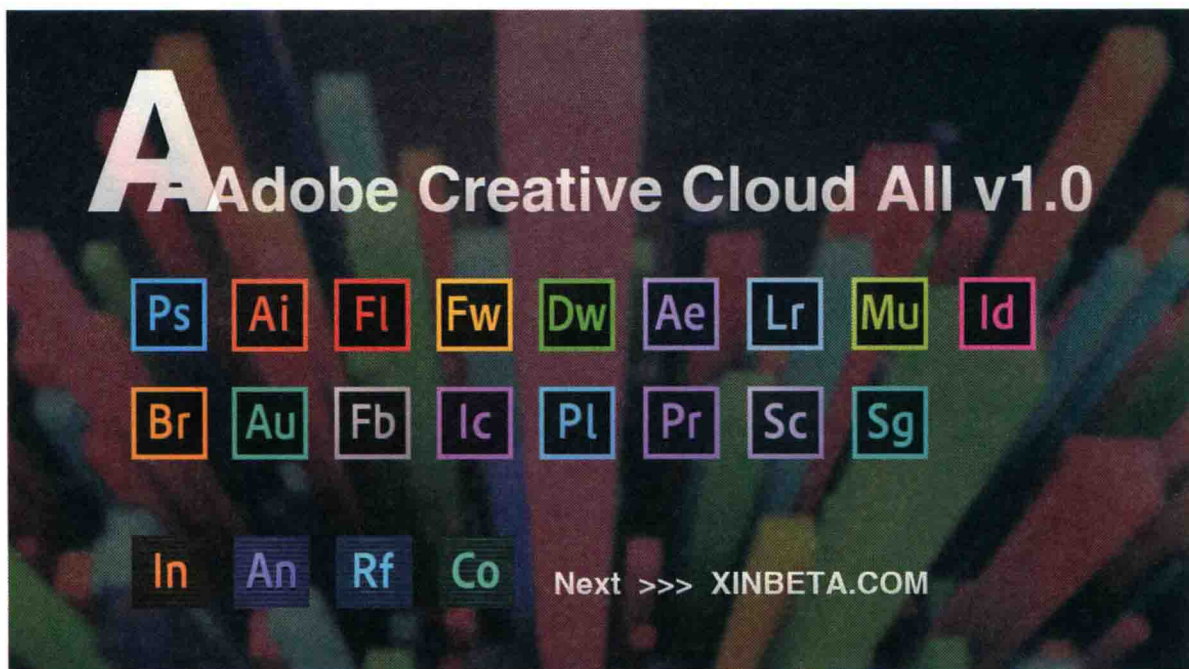 A
Adobe Creative Cloud All v1.0
Ps Ai Fl Fw Dw Ae Lr Mu Id
Br Au Fb Ic Pl Pr Sc Sg
In An Rf Co Next >>> XINBETA.COM